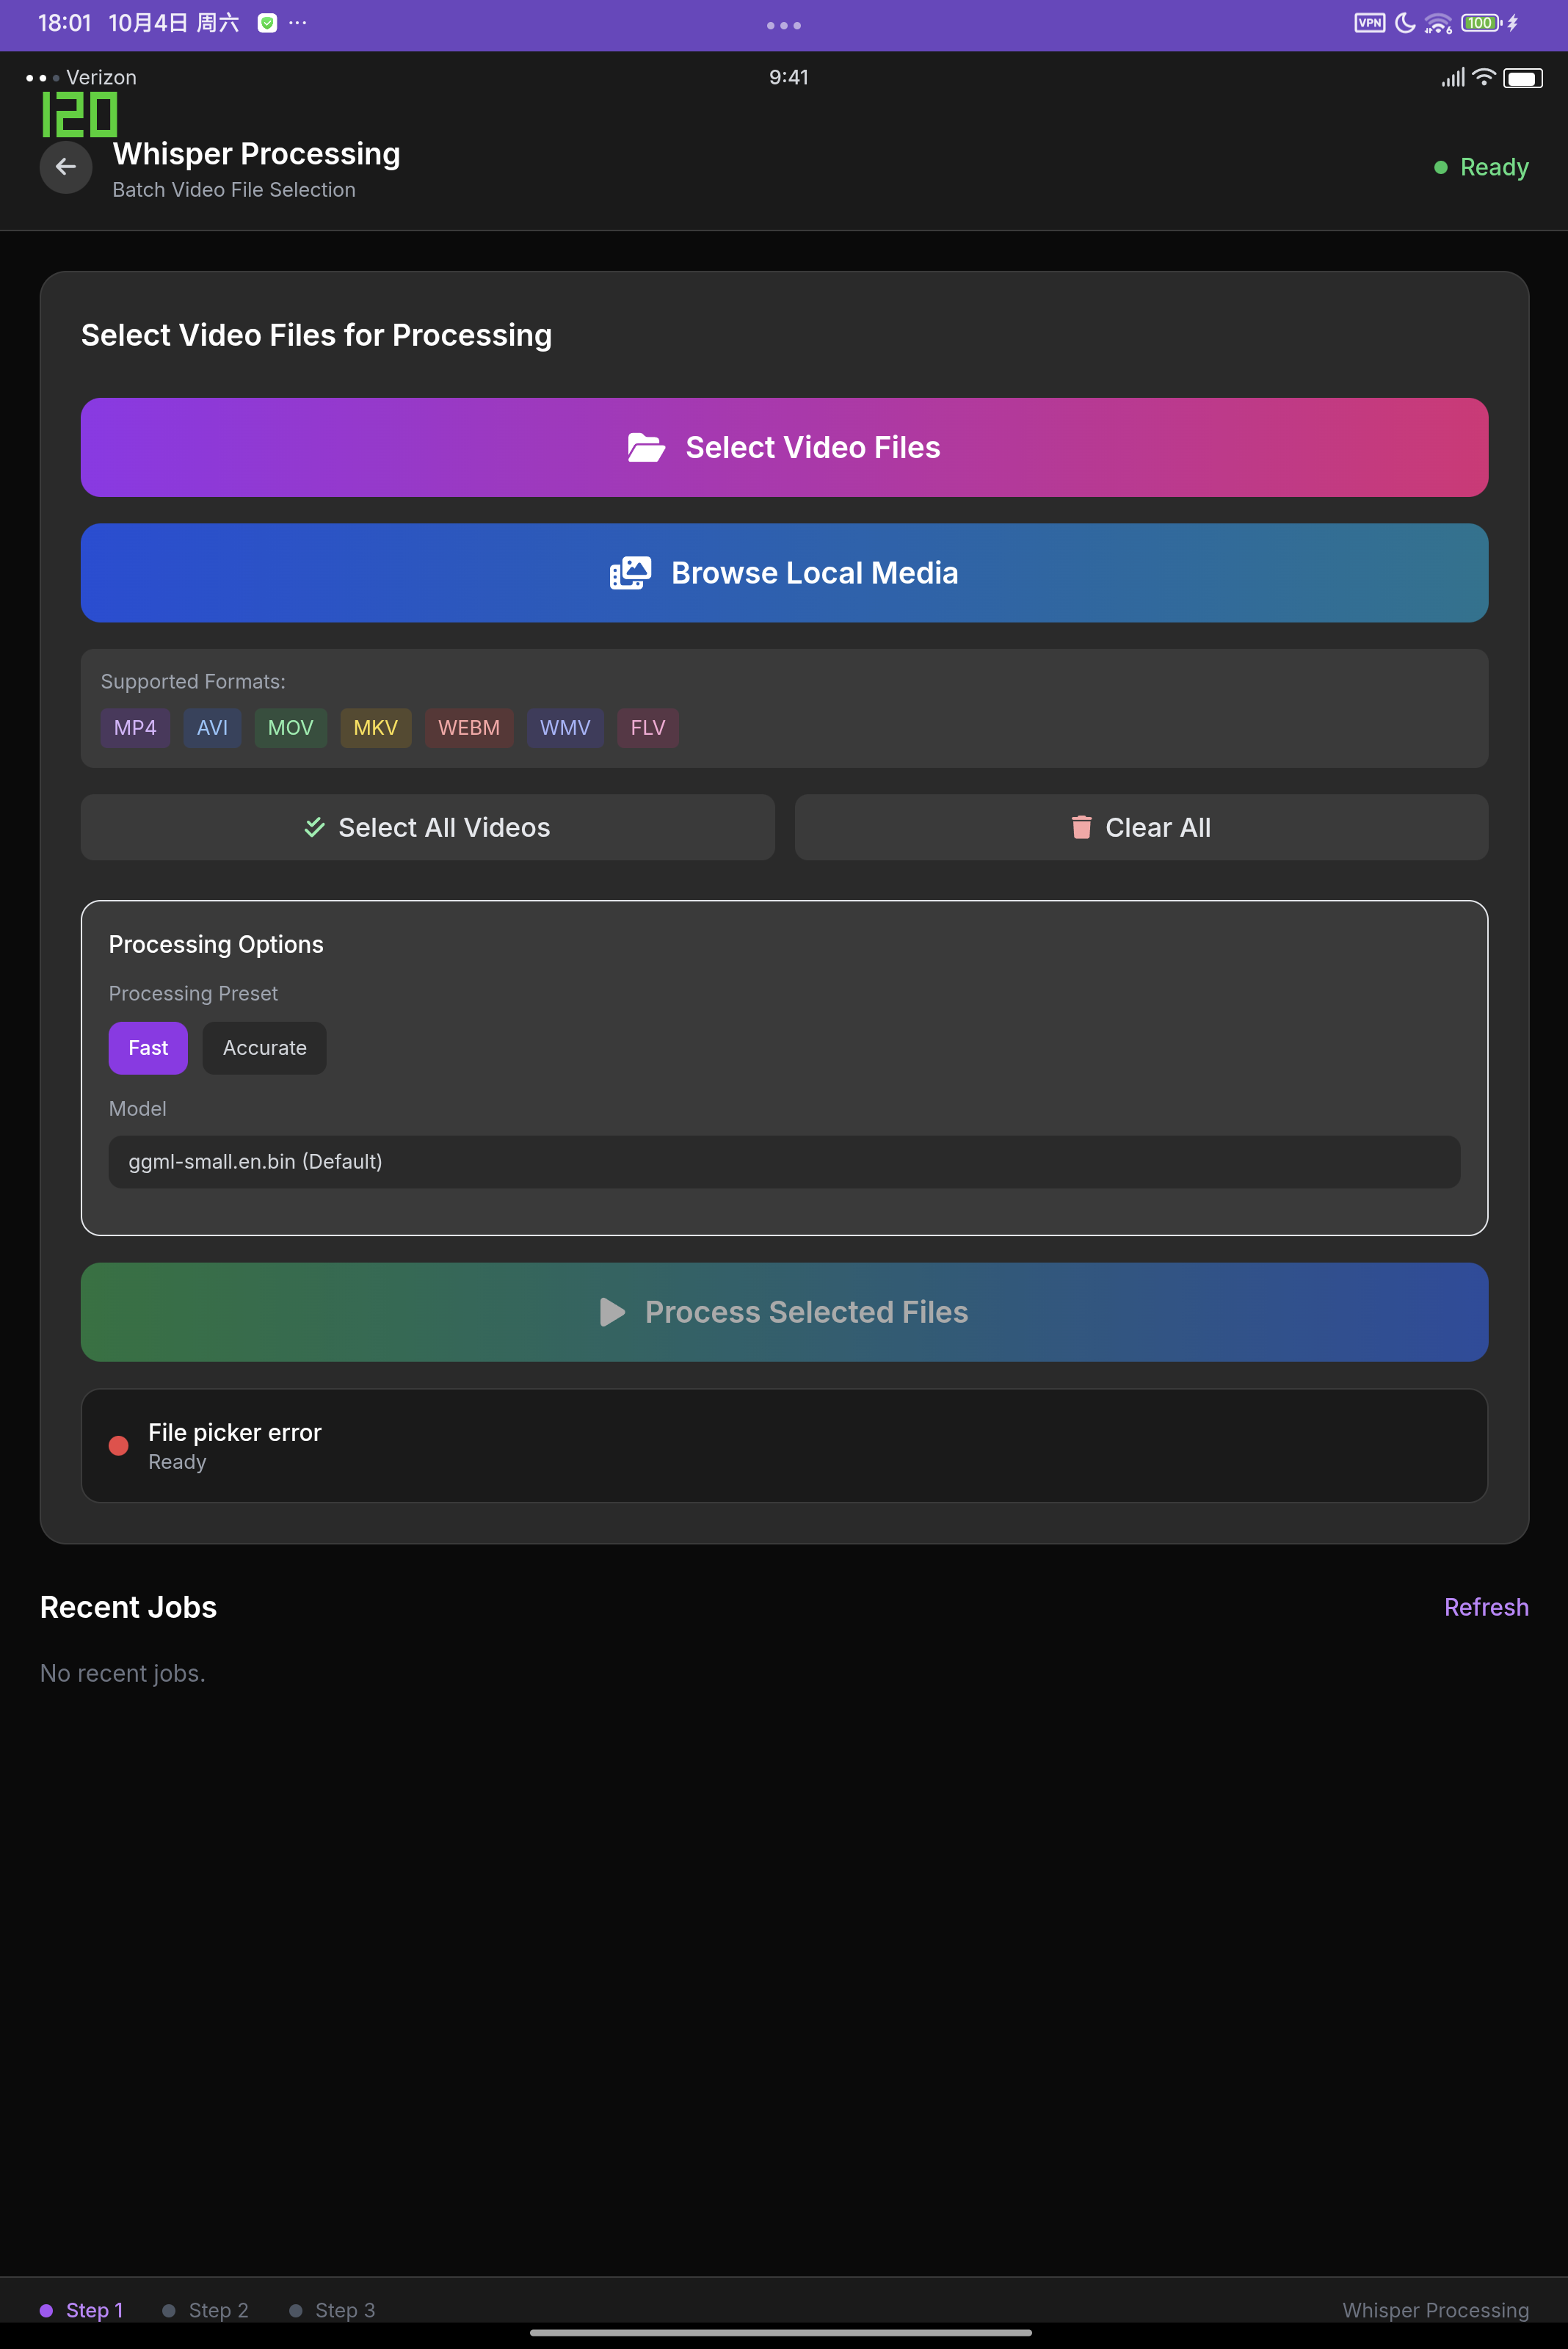 18:01 10月4日 周六 ···
VPN 6 100
Verizon 9:41
120
Whisper Processing
Batch Video File Selection
Ready
Select Video Files for Processing
Select Video Files
Browse Local Media
Supported Formats:
MP4 AVI MOV MKV WEBM WMV FLV
Select All Videos Clear All
Processing Options
Processing Preset
Fast Accurate
Model
ggml-small.en.bin (Default)
Process Selected Files
File picker error
Ready
Recent Jobs Refresh
No recent jobs.
Step 1 Step 2 Step 3 Whisper Processing